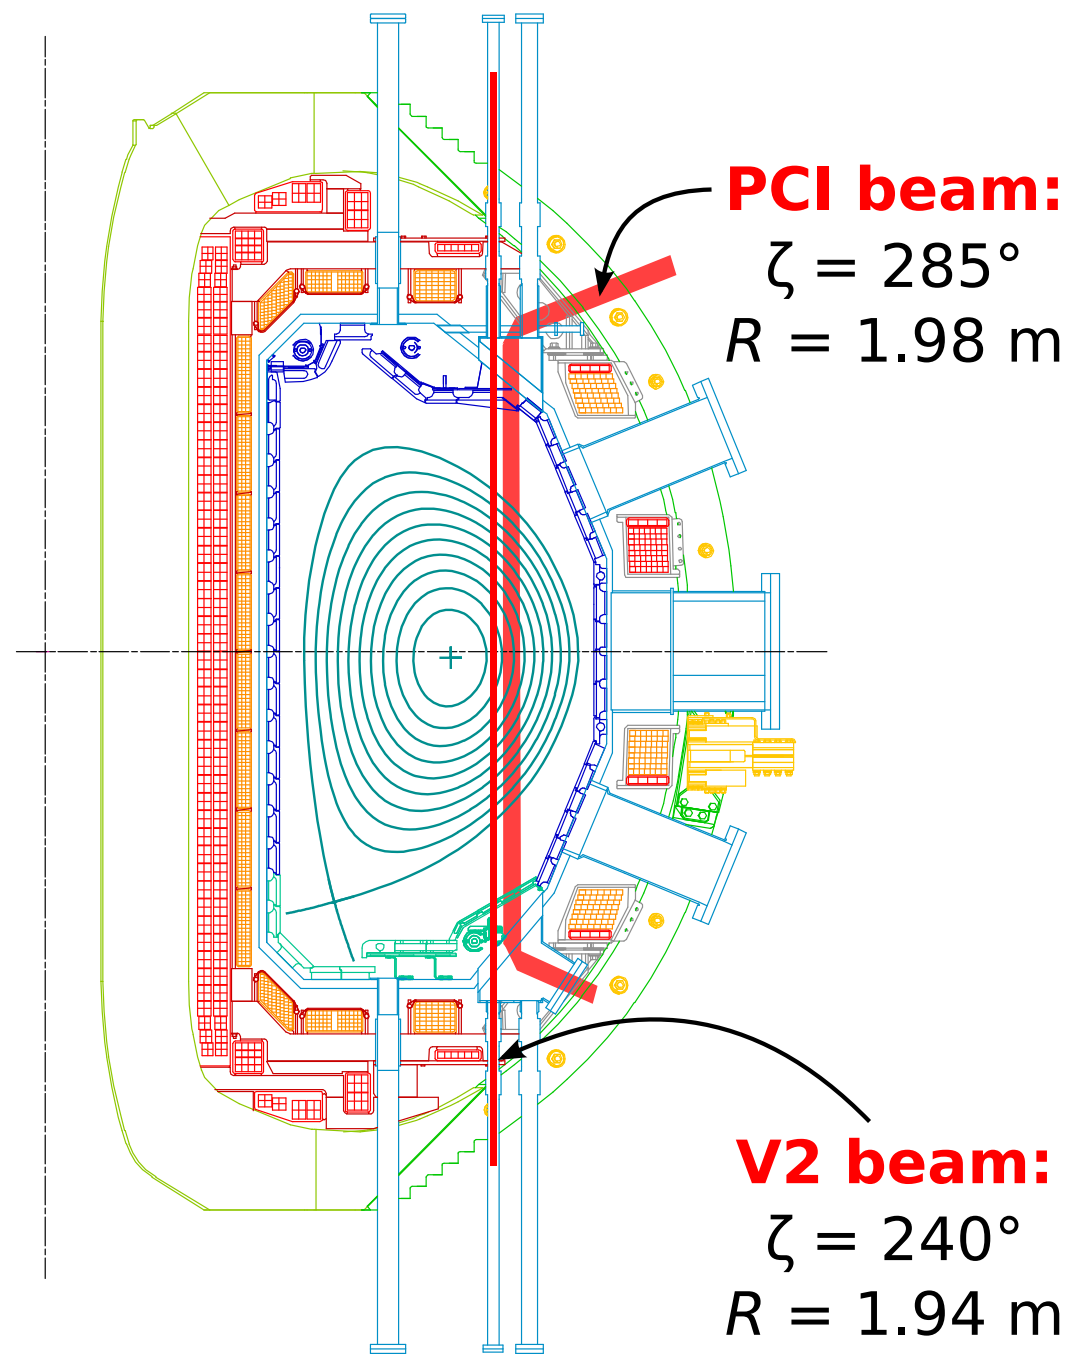 PCI beam:
ζ = 285°
R = 1.98 m
V2 beam:
ζ = 240°
R = 1.94 m